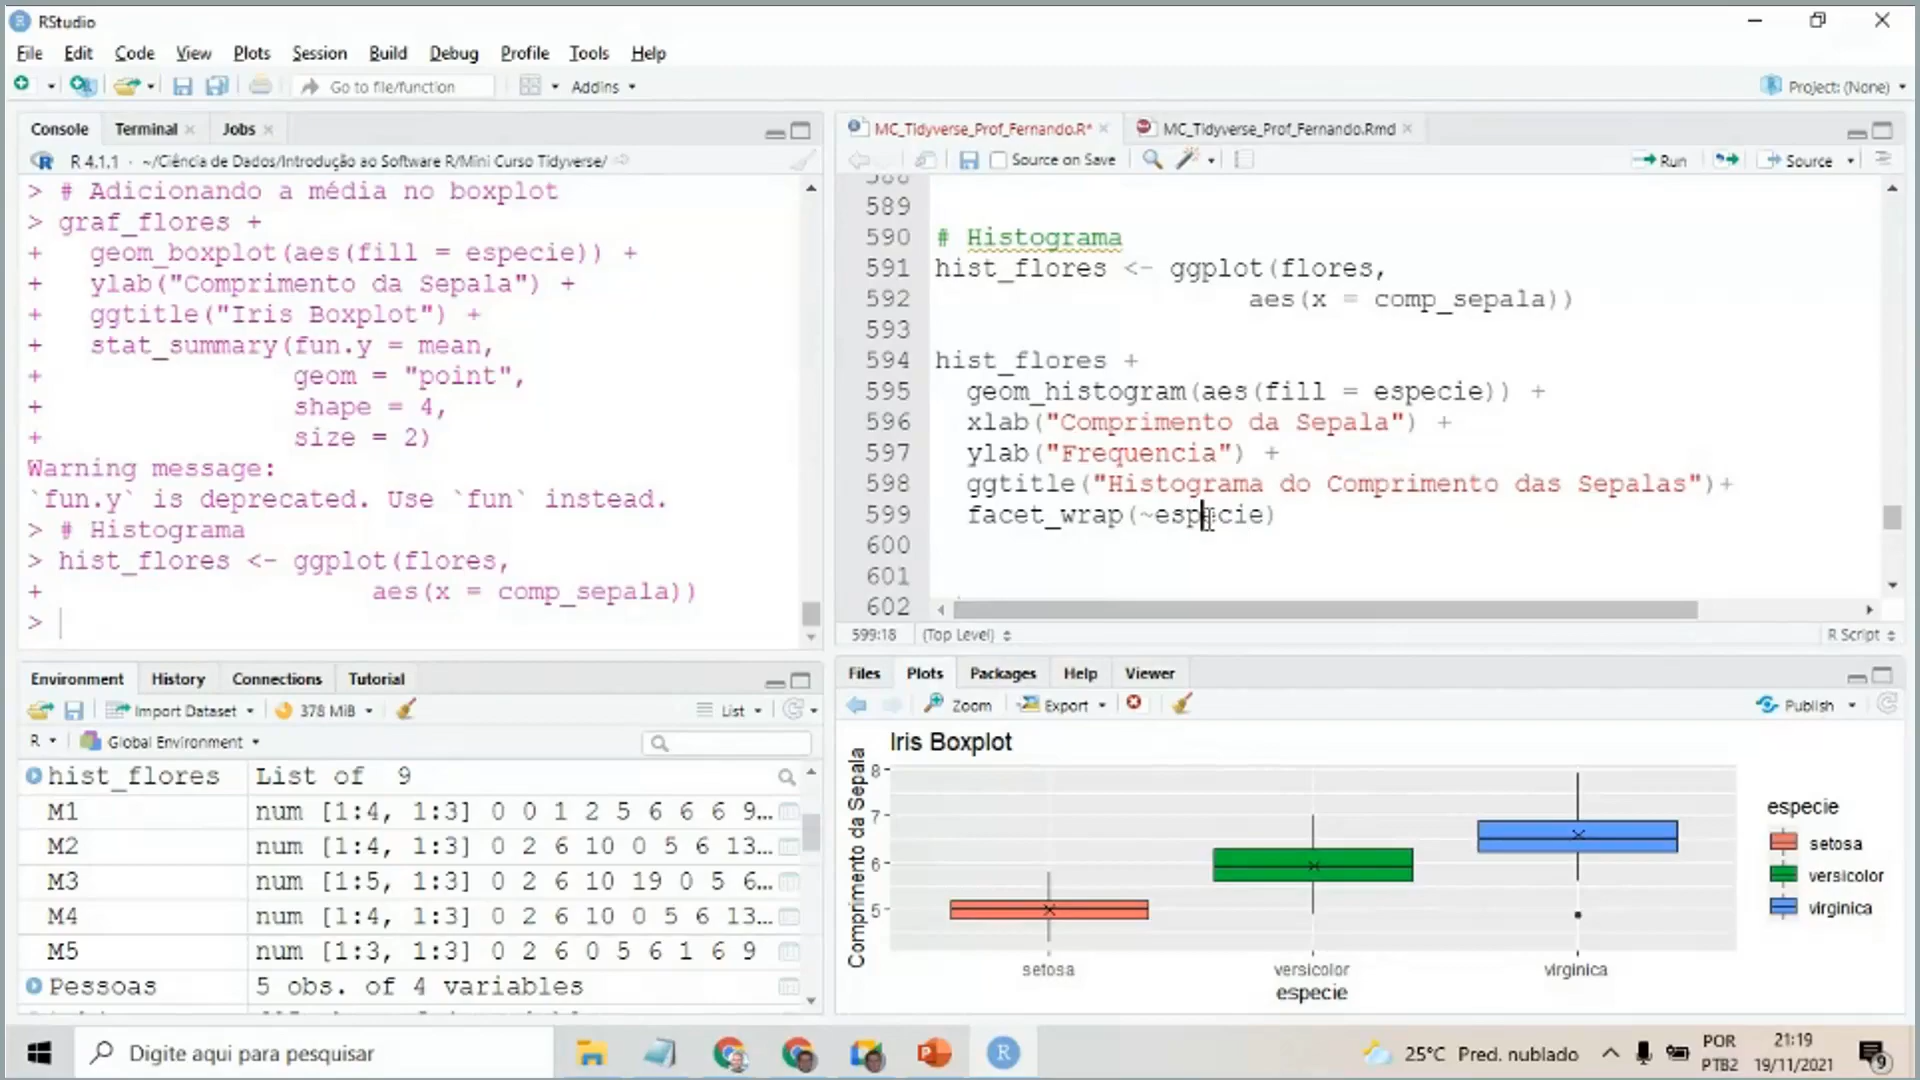 RStudio
File Edit Code View Plots Session Build Debug Profile Tools Help
Go to file/function Addins Project: (None)
Console Terminal Jobs
R 4.1.1 · ~/Ciência de Dados/Introdução ao Software R/Mini Curso Tidyverse/
> # Adicionando a média no boxplot
> graf_flores +
+ geom_boxplot(aes(fill = especie)) +
+ ylab("Comprimento da Sepala") +
+ ggtitle("Iris Boxplot") +
+ stat_summary(fun.y = mean,
+ geom = "point",
+ shape = 4,
+ size = 2)
Warning message:
`fun.y` is deprecated. Use `fun` instead.
> # Histograma
> hist_flores <- ggplot(flores,
+ aes(x = comp_sepala))
>
MC_Tidyverse_Prof_Fernando.R* MC_Tidyverse_Prof_Fernando.Rmd
Source on Save Run Source
588
589
590 # Histograma
591 hist_flores <- ggplot(flores,
592 aes(x = comp_sepala))
593
594 hist_flores +
595 geom_histogram(aes(fill = especie)) +
596 xlab("Comprimento da Sepala") +
597 ylab("Frequencia") +
598 ggtitle("Histograma do Comprimento das Sepalas")+
599 facet_wrap(~especie)
600
601
602
599:18 (Top Level) R Script
Environment History Connections Tutorial
Import Dataset 378 MiB List
R Global Environment
hist_flores List of 9
M1 num [1:4, 1:3] 0 0 1 2 5 6 6 6 9…
M2 num [1:4, 1:3] 0 2 6 10 0 5 6 13…
M3 num [1:5, 1:3] 0 2 6 10 19 0 5 6…
M4 num [1:4, 1:3] 0 2 6 10 0 5 6 13…
M5 num [1:3, 1:3] 0 2 6 0 5 6 1 6 9
Pessoas 5 obs. of 4 variables
Files Plots Packages Help Viewer
Zoom Export Publish
Iris Boxplot
Comprimento da Sepala
8
7
6
5
setosa versicolor virginica
especie
especie
setosa
versicolor
virginica
Digite aqui para pesquisar
25°C Pred. nublado
POR
PTB2
21:19
19/11/2021
9